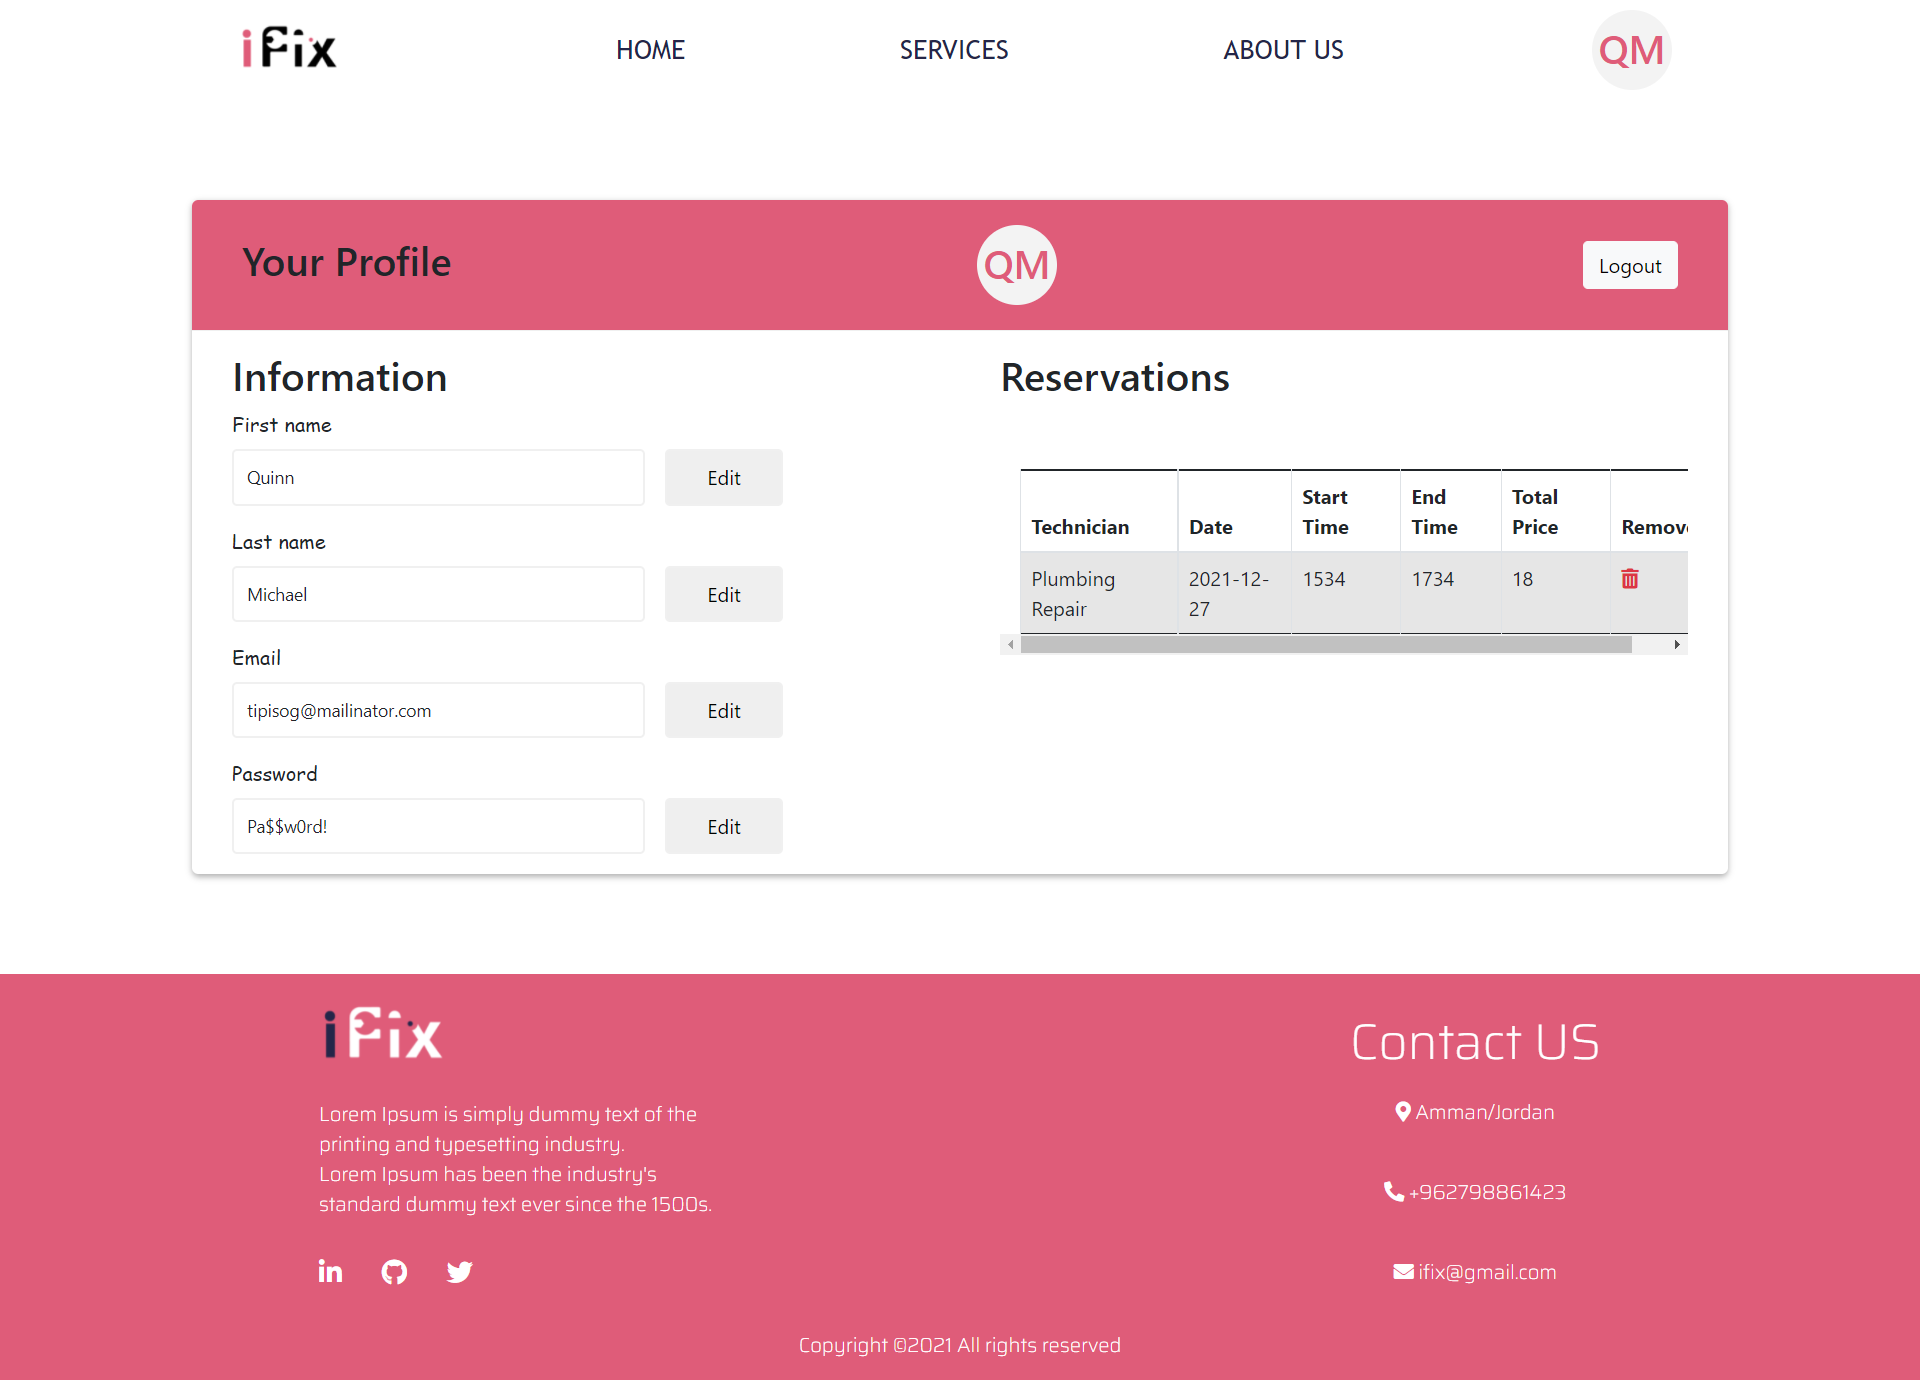 iFix
HOME
SERVICES
ABOUT US
QM
Your Profile
QM
Logout
Information
First name
Quinn
Edit
Last name
Michael
Edit
Email
tipisog@mailinator.com
Edit
Password
Pa$$w0rd!
Edit
Reservations
Technician
Date
Start
Time
End
Time
Total
Price
Remove
Plumbing
Repair
2021-12-
27
1534
1734
18
iFix
Lorem Ipsum is simply dummy text of the
printing and typesetting industry.
Lorem Ipsum has been the industry's
standard dummy text ever since the 1500s.
in
Contact US
Amman/Jordan
+962798861423
ifix@gmail.com
Copyright ©2021 All rights reserved